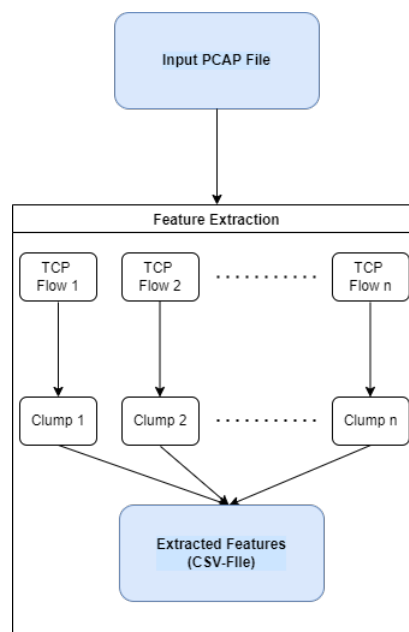 Input PCAP File
Feature Extraction
TCP
Flow 1
TCP
Flow 2
TCP
Flow n
Clump 1
Clump 2
Clump n
Extracted Features
(CSV-FIle)